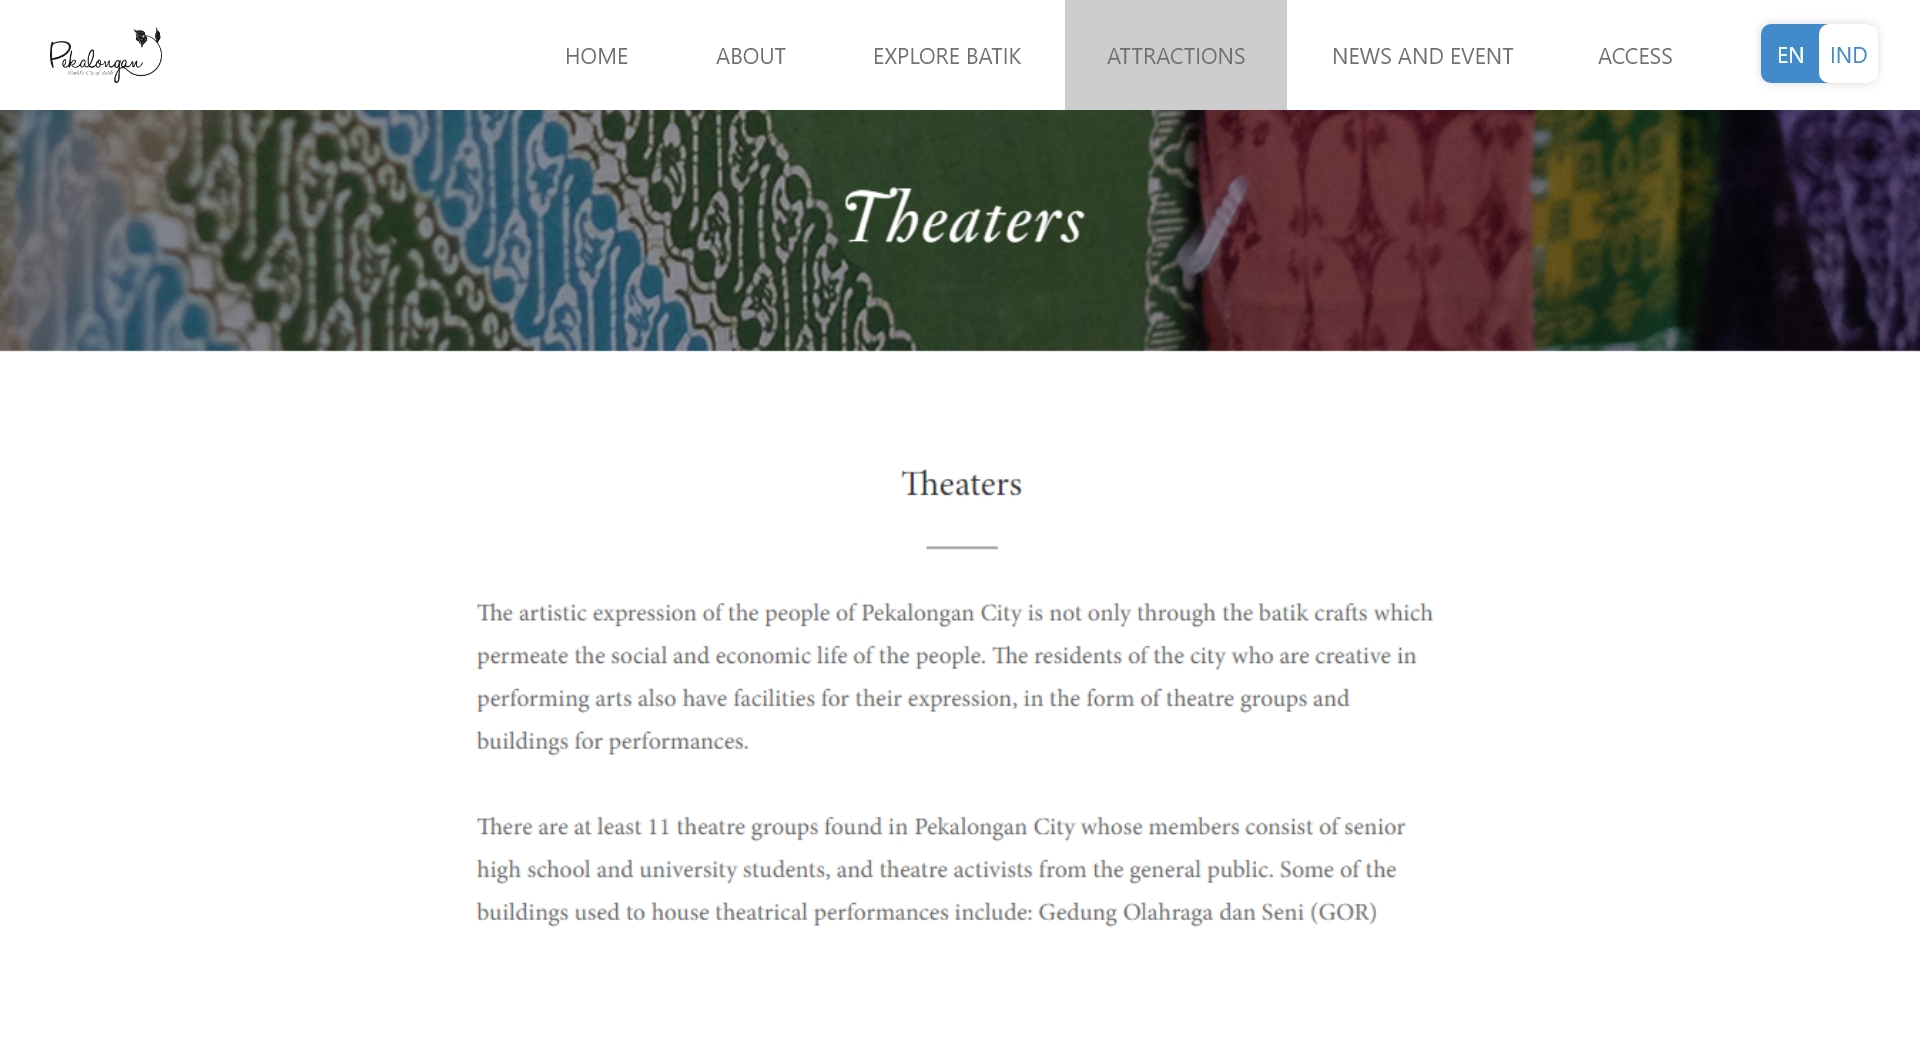 Pekalongan
World's City of Batik
HOME
ABOUT
EXPLORE BATIK
ATTRACTIONS
NEWS AND EVENT
ACCESS
EN
IND
Theaters
Theaters
The artistic expression of the people of Pekalongan City is not only through the batik crafts which
permeate the social and economic life of the people. The residents of the city who are creative in
performing arts also have facilities for their expression, in the form of theatre groups and
buildings for performances.
There are at least 11 theatre groups found in Pekalongan City whose members consist of senior
high school and university students, and theatre activists from the general public. Some of the
buildings used to house theatrical performances include: Gedung Olahraga dan Seni (GOR)